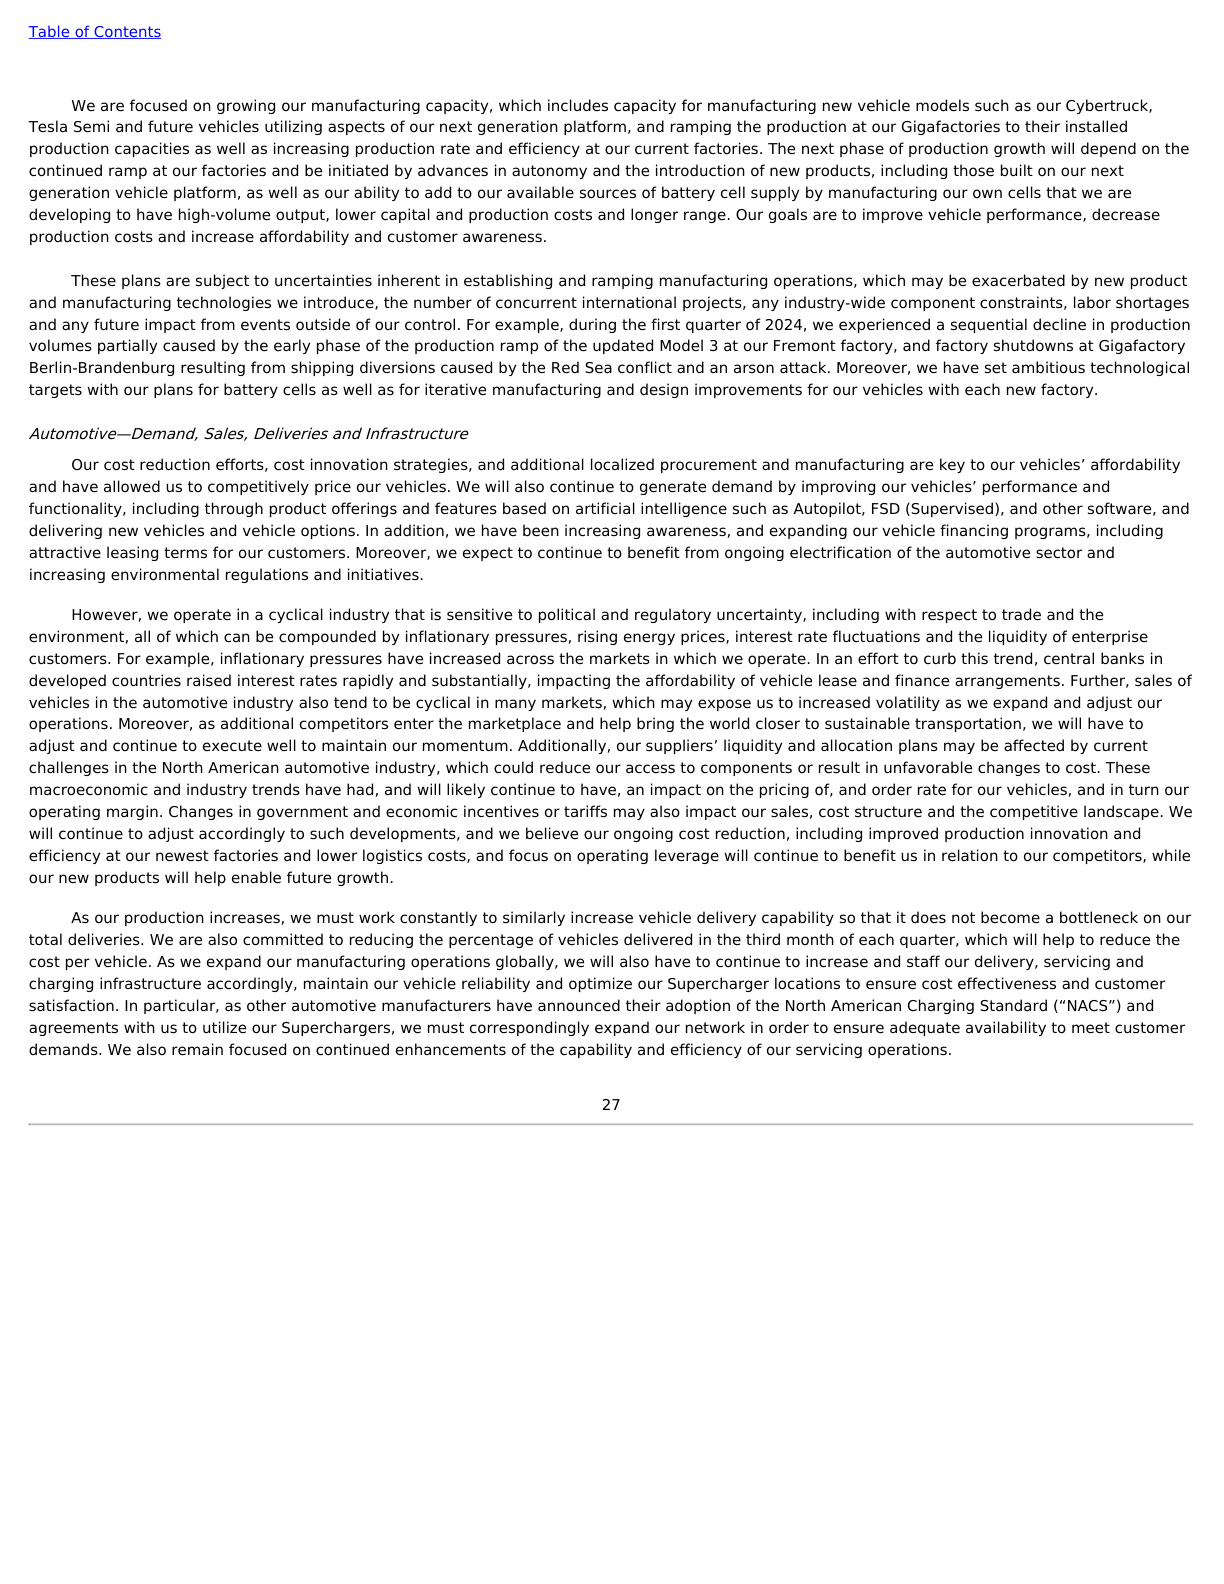 Table of Contents
We are focused on growing our manufacturing capacity, which includes capacity for manufacturing new vehicle models such as our Cybertruck,
Tesla Semi and future vehicles utilizing aspects of our next generation platform, and ramping the production at our Gigafactories to their installed
production capacities as well as increasing production rate and efficiency at our current factories. The next phase of production growth will depend on the
continued ramp at our factories and be initiated by advances in autonomy and the introduction of new products, including those built on our next
generation vehicle platform, as well as our ability to add to our available sources of battery cell supply by manufacturing our own cells that we are
developing to have high-volume output, lower capital and production costs and longer range. Our goals are to improve vehicle performance, decrease
production costs and increase affordability and customer awareness.
These plans are subject to uncertainties inherent in establishing and ramping manufacturing operations, which may be exacerbated by new product
and manufacturing technologies we introduce, the number of concurrent international projects, any industry-wide component constraints, labor shortages
and any future impact from events outside of our control. For example, during the first quarter of 2024, we experienced a sequential decline in production
volumes partially caused by the early phase of the production ramp of the updated Model 3 at our Fremont factory, and factory shutdowns at Gigafactory
Berlin-Brandenburg resulting from shipping diversions caused by the Red Sea conflict and an arson attack. Moreover, we have set ambitious technological
targets with our plans for battery cells as well as for iterative manufacturing and design improvements for our vehicles with each new factory.
Automotive—Demand, Sales, Deliveries and Infrastructure
Our cost reduction efforts, cost innovation strategies, and additional localized procurement and manufacturing are key to our vehicles’ affordability
and have allowed us to competitively price our vehicles. We will also continue to generate demand by improving our vehicles’ performance and
functionality, including through product offerings and features based on artificial intelligence such as Autopilot, FSD (Supervised), and other software, and
delivering new vehicles and vehicle options. In addition, we have been increasing awareness, and expanding our vehicle financing programs, including
attractive leasing terms for our customers. Moreover, we expect to continue to benefit from ongoing electrification of the automotive sector and
increasing environmental regulations and initiatives.
However, we operate in a cyclical industry that is sensitive to political and regulatory uncertainty, including with respect to trade and the
environment, all of which can be compounded by inflationary pressures, rising energy prices, interest rate fluctuations and the liquidity of enterprise
customers. For example, inflationary pressures have increased across the markets in which we operate. In an effort to curb this trend, central banks in
developed countries raised interest rates rapidly and substantially, impacting the affordability of vehicle lease and finance arrangements. Further, sales of
vehicles in the automotive industry also tend to be cyclical in many markets, which may expose us to increased volatility as we expand and adjust our
operations. Moreover, as additional competitors enter the marketplace and help bring the world closer to sustainable transportation, we will have to
adjust and continue to execute well to maintain our momentum. Additionally, our suppliers’ liquidity and allocation plans may be affected by current
challenges in the North American automotive industry, which could reduce our access to components or result in unfavorable changes to cost. These
macroeconomic and industry trends have had, and will likely continue to have, an impact on the pricing of, and order rate for our vehicles, and in turn our
operating margin. Changes in government and economic incentives or tariffs may also impact our sales, cost structure and the competitive landscape. We
will continue to adjust accordingly to such developments, and we believe our ongoing cost reduction, including improved production innovation and
efficiency at our newest factories and lower logistics costs, and focus on operating leverage will continue to benefit us in relation to our competitors, while
our new products will help enable future growth.
As our production increases, we must work constantly to similarly increase vehicle delivery capability so that it does not become a bottleneck on our
total deliveries. We are also committed to reducing the percentage of vehicles delivered in the third month of each quarter, which will help to reduce the
cost per vehicle. As we expand our manufacturing operations globally, we will also have to continue to increase and staff our delivery, servicing and
charging infrastructure accordingly, maintain our vehicle reliability and optimize our Supercharger locations to ensure cost effectiveness and customer
satisfaction. In particular, as other automotive manufacturers have announced their adoption of the North American Charging Standard (“NACS”) and
agreements with us to utilize our Superchargers, we must correspondingly expand our network in order to ensure adequate availability to meet customer
demands. We also remain focused on continued enhancements of the capability and efficiency of our servicing operations.
27